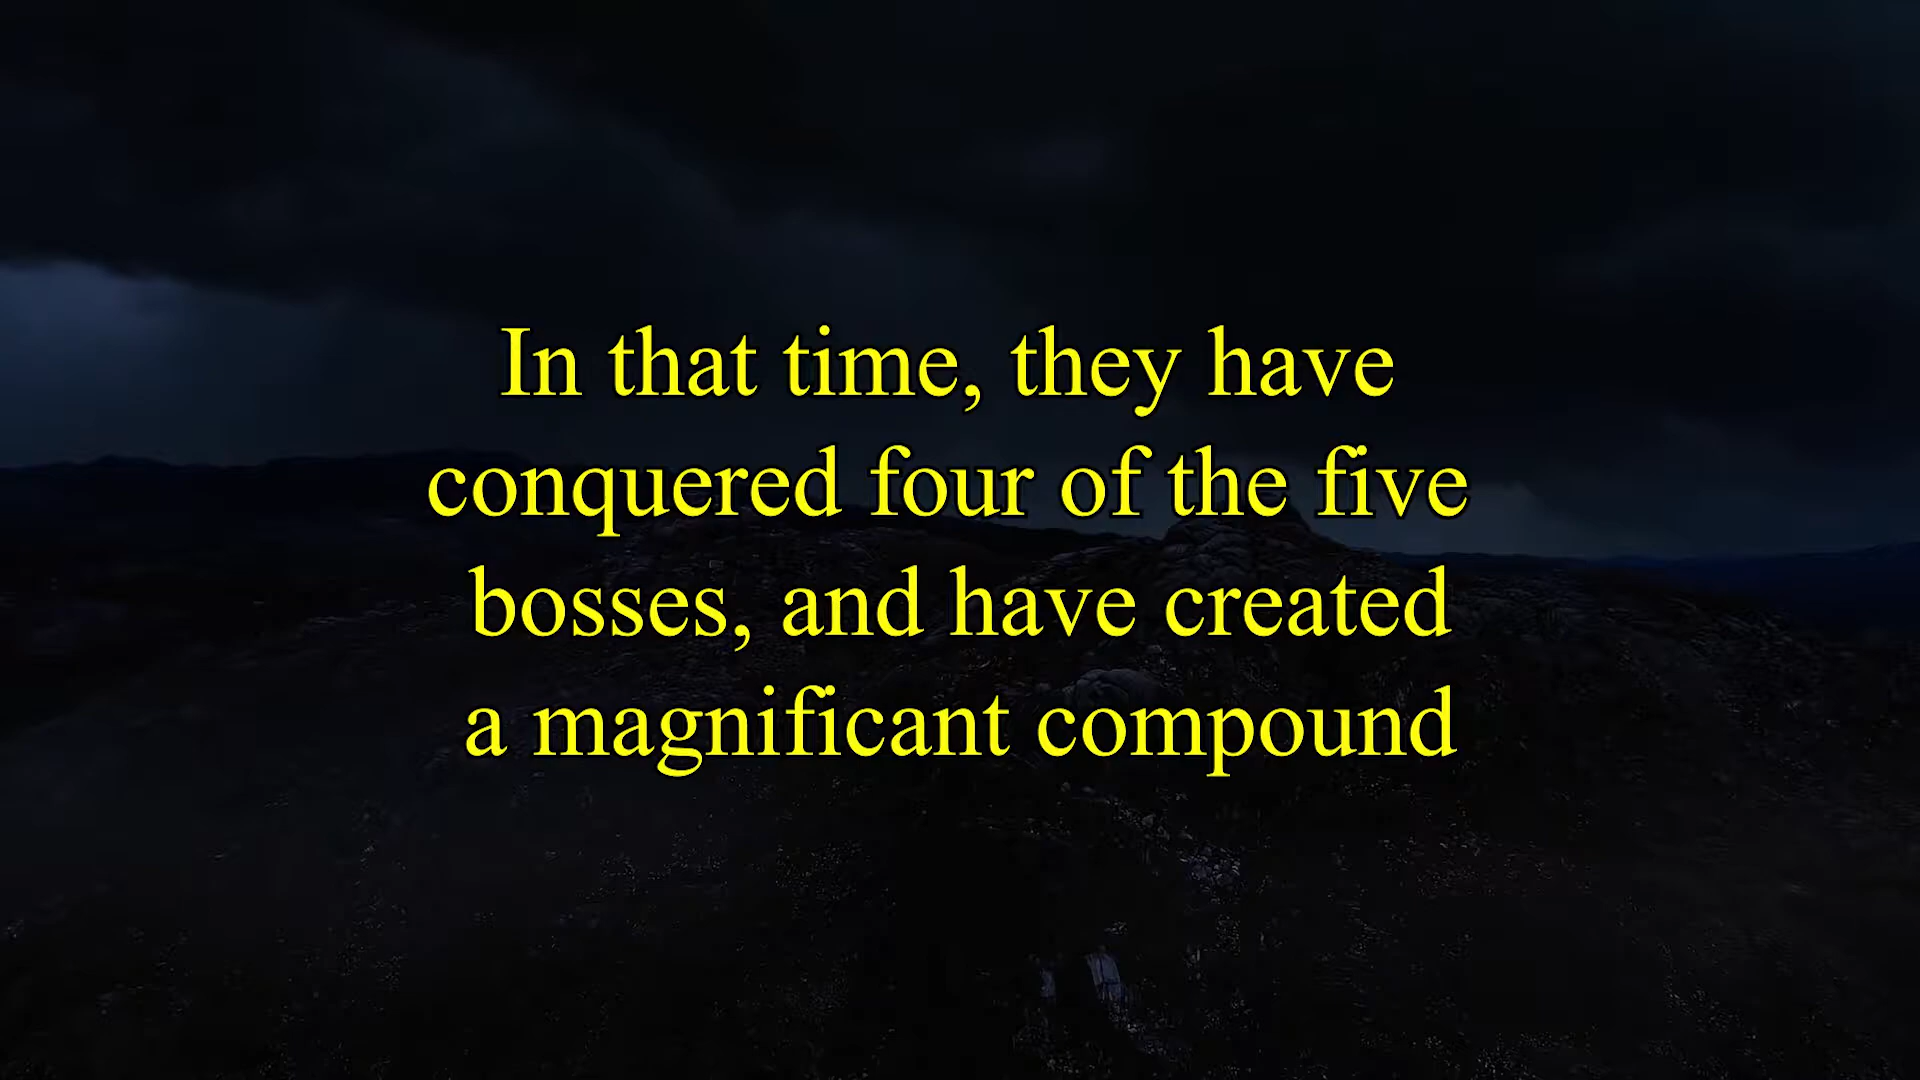 In that time, they have
conquered four of the five
bosses, and have created
a magnificant compound